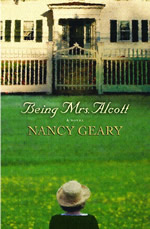 Being Mrs. Alcott
A NOVEL
NANCY GEARY